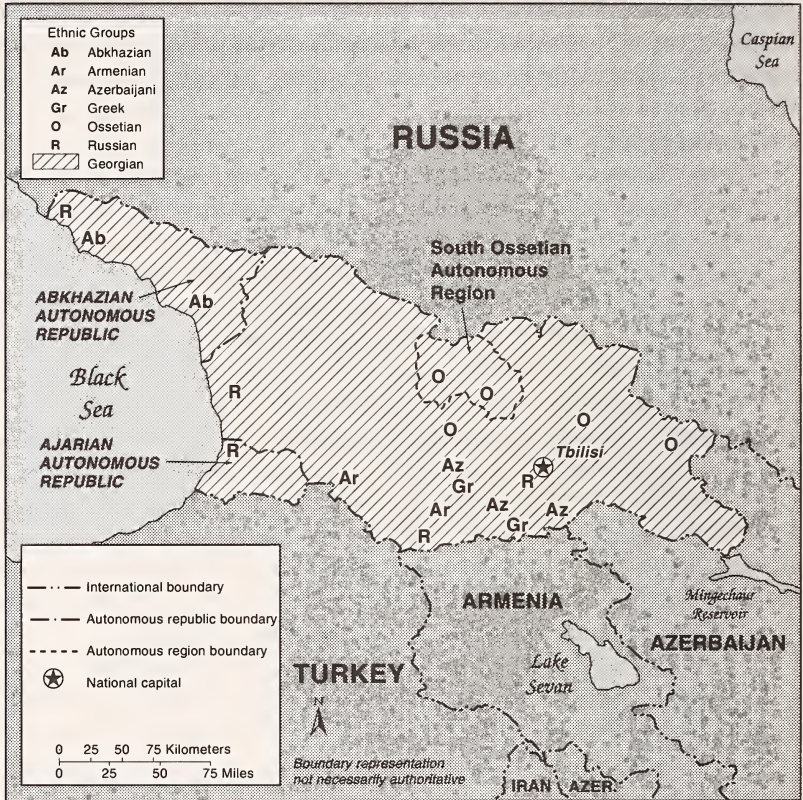 Ethnic Groups
Ab Abkhazian
Ar Armenian
Az Azerbaijani
Gr Greek
O Ossetian
R Russian
Georgian
Caspian
Sea
RUSSIA
R
Ab
South Ossetian
Autonomous
Region
ABKHAZIAN
AUTONOMOUS
REPUBLIC
Ab
Black
Sea
R
O
O
O
O
O
AJARIAN
AUTONOMOUS
REPUBLIC
R
Tbilisi
Az
Gr
R
Ar
Ar
Az
Gr
Az
R
International boundary
Autonomous republic boundary
Autonomous region boundary
National capital
0 25 50 75 Kilometers
0 25 50 75 Miles
ARMENIA
Mingechaur
Reservoir
AZERBAIJAN
Lake
Sevan
TURKEY
N
Boundary representation
not necessarily authoritative
IRAN
AZER.